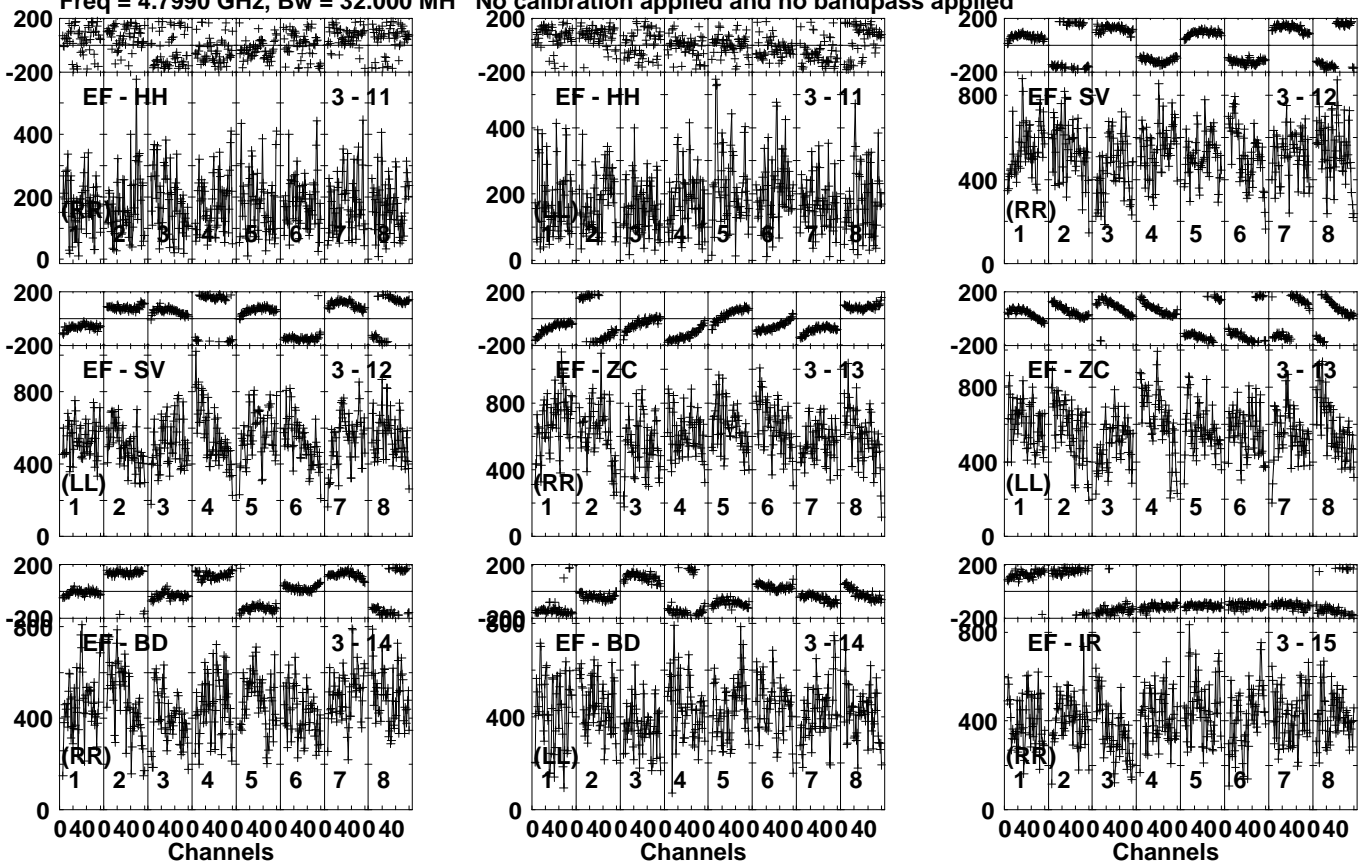 Freq = 4.7990 GHz, Bw = 32.000 MH No calibration applied and no bandpass applied
200
-200
EF - HH 3 - 11
400
200
0
(RR)
1 2 3 4 5 6 7 8
200
-200
EF - HH 3 - 11
400
200
0
(LL)
1 2 3 4 5 6 7 8
200
-200
EF - SV 3 - 12
800
400
0
(RR)
1 2 3 4 5 6 7 8
200
-200
EF - SV 3 - 12
800
400
0
(LL)
1 2 3 4 5 6 7 8
200
-200
EF - ZC 3 - 13
800
400
0
(RR)
1 2 3 4 5 6 7 8
200
-200
EF - ZC 3 - 13
800
400
0
(LL)
1 2 3 4 5 6 7 8
200
-200
800
EF - BD 3 - 14
400
0
(RR)
1 2 3 4 5 6 7 8
0 40 0 40 0 40 0 40 0 40 0 40 0 40 0 40
Channels
200
-200
800
EF - BD 3 - 14
400
0
(LL)
1 2 3 4 5 6 7 8
0 40 0 40 0 40 0 40 0 40 0 40 0 40 0 40
Channels
200
-200
800
EF - IR 3 - 15
400
0
(RR)
1 2 3 4 5 6 7 8
0 40 0 40 0 40 0 40 0 40 0 40 0 40 0 40
Channels